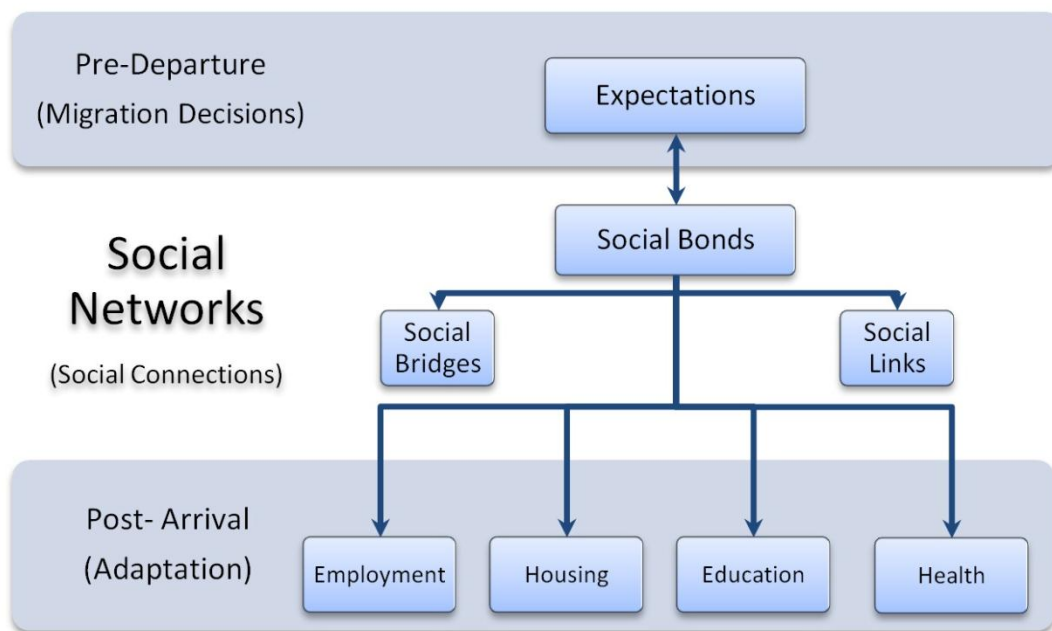 Pre-Departure
(Migration Decisions)
Expectations
Social Bonds
Social
Networks
(Social Connections)
Social
Bridges
Social
Links
Post- Arrival
(Adaptation)
Employment
Housing
Education
Health